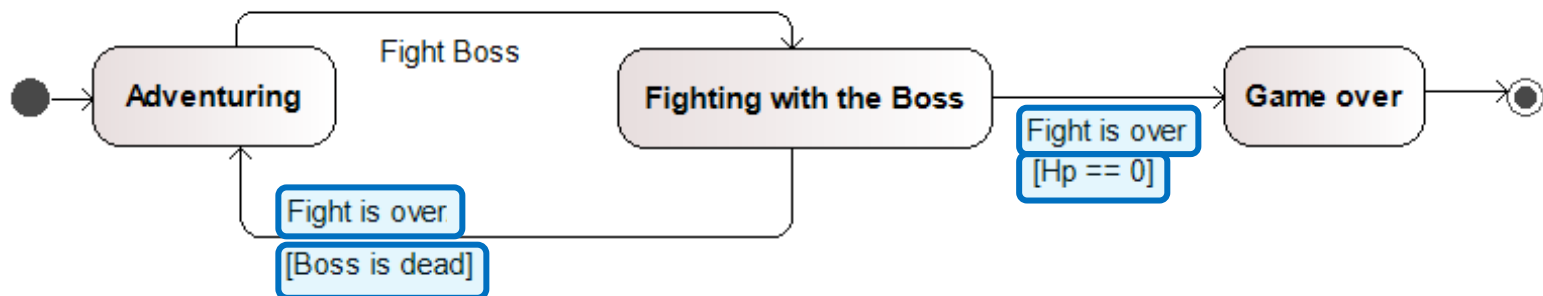 Fight Boss
Adventuring
Fighting with the Boss
Game over
Fight is over
[Hp == 0]
Fight is over
[Boss is dead]